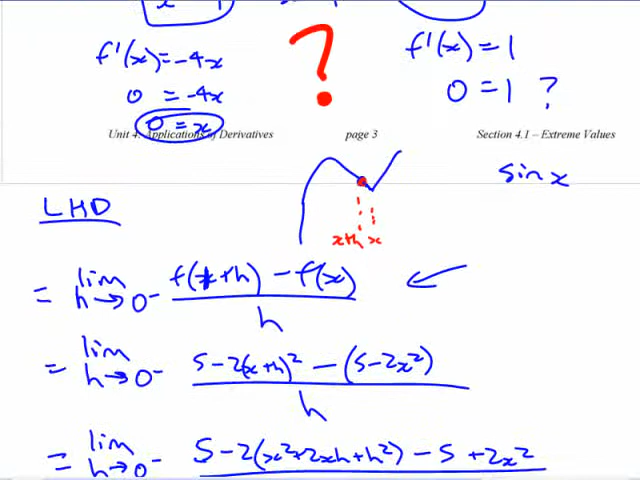 f'(x) = -4x
f'(x) = 1
?
0 = -4x
0 = 1 ?
0 = x
Unit 4: Applications of Derivatives page 3 Section 4.1 – Extreme Values
sin x
LHD
x+h x
= lim h→0⁻ f(x+h) - f(x) / h
= lim h→0⁻ 5 - 2(x+h)² - (5-2x²) / h
= lim h→0⁻ 5 - 2(x²+2xh+h²) - 5 + 2x²